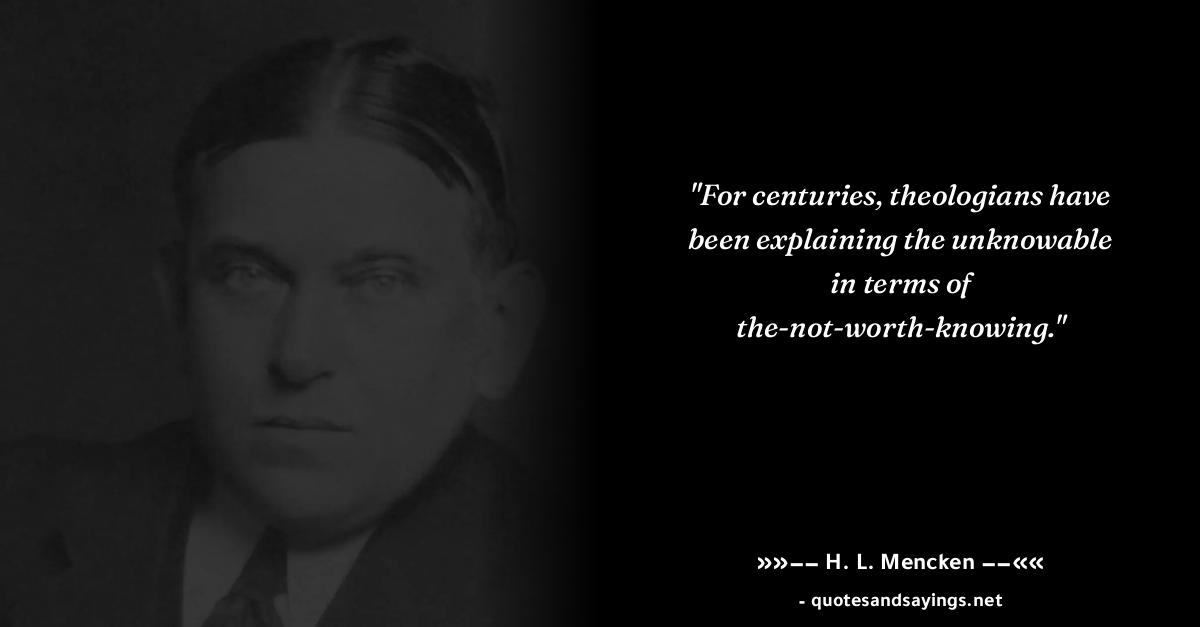 "For centuries, theologians have
been explaining the unknowable
in terms of
the-not-worth-knowing."
»»–– H. L. Mencken ––««
- quotesandsayings.net